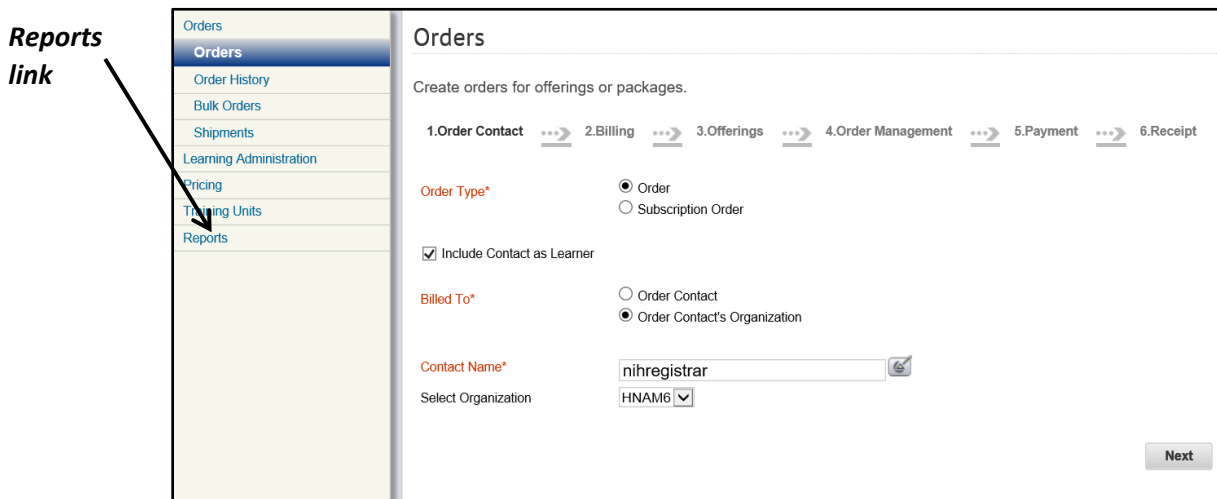 Reports
link
Orders
Orders
Order History
Bulk Orders
Shipments
Learning Administration
Pricing
Training Units
Reports
Orders
Create orders for offerings or packages.
1.Order Contact 2.Billing 3.Offerings 4.Order Management 5.Payment 6.Receipt
Order Type* Order
Subscription Order
Include Contact as Learner
Billed To* Order Contact
Order Contact's Organization
Contact Name* nihregistrar
Select Organization HNAM6
Next